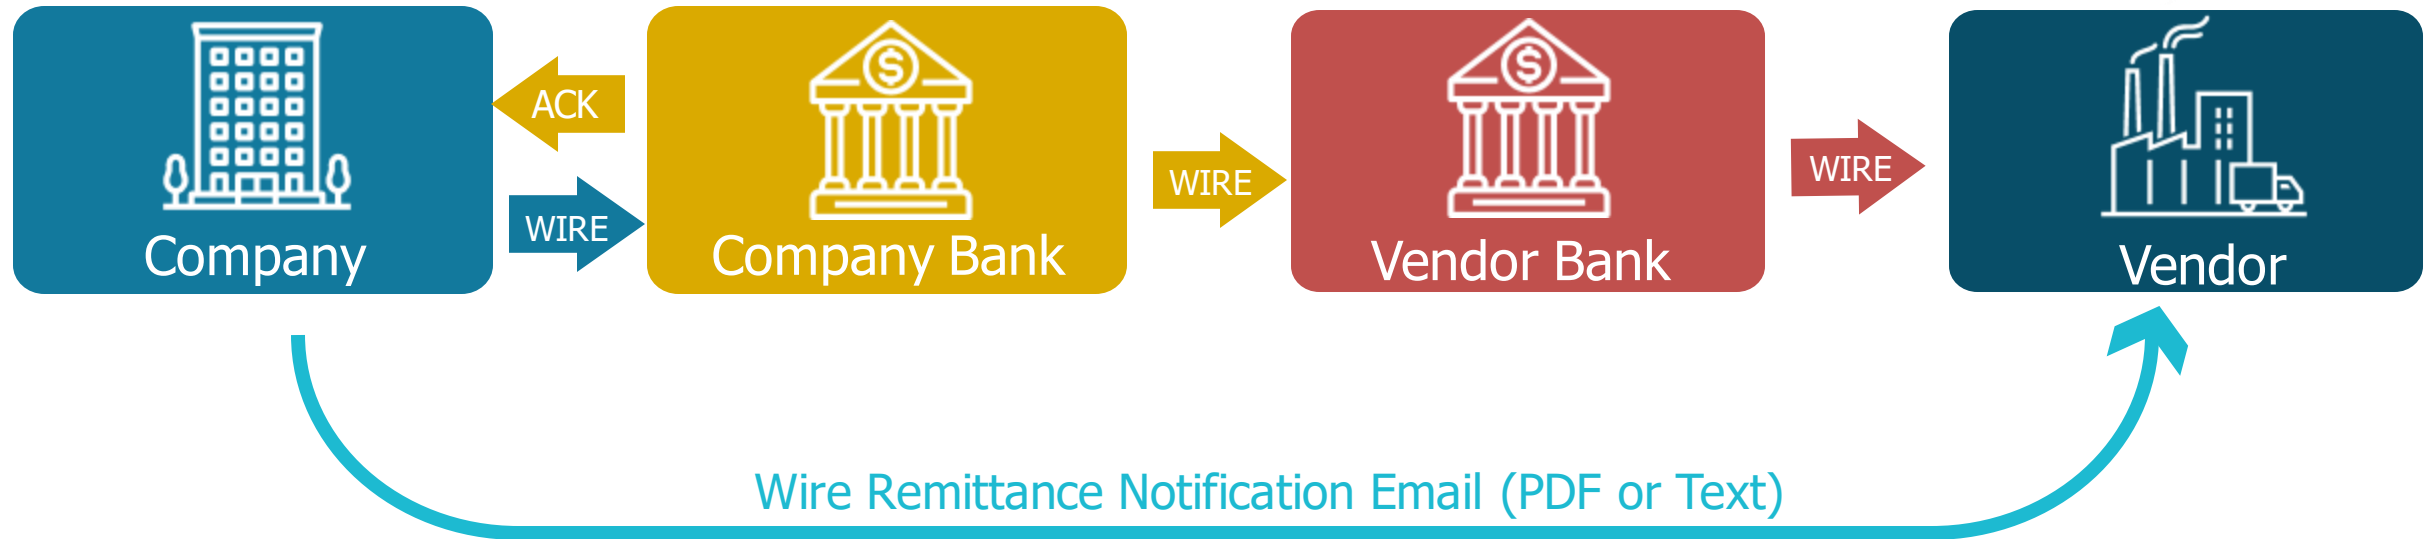 ACK
WIRE
WIRE
WIRE
Company
Company Bank
Vendor Bank
Vendor
Wire Remittance Notification Email (PDF or Text)